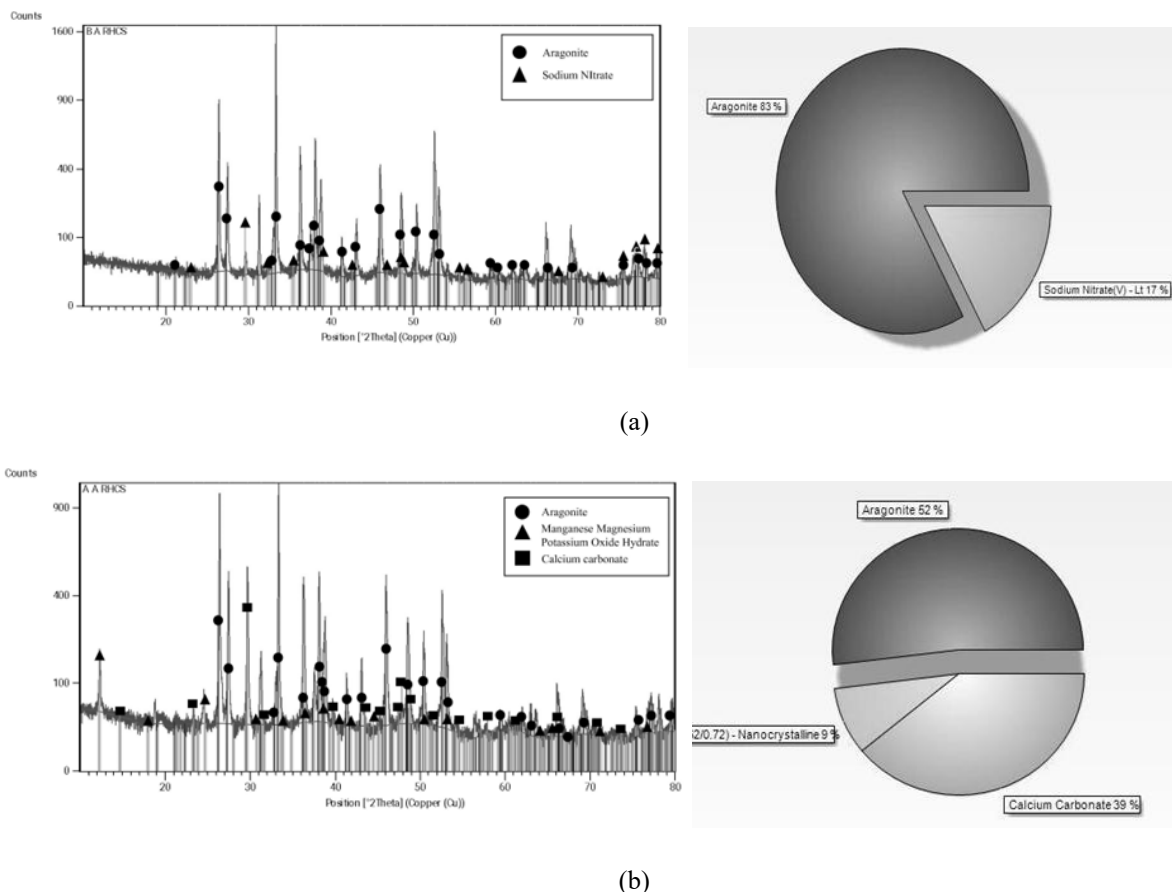 Counts
B A RHCS
1600
900
400
100
0
20
30
40
50
60
70
80
Position [°2Theta] (Copper (Cu))
Aragonite
Sodium NItrate
Aragonite 83 %
Sodium Nitrate(V) - Lt 17 %
(a)
Counts
A A RHCS
900
400
100
0
20
30
40
50
60
70
80
Position [°2Theta] (Copper (Cu))
Aragonite
Manganese Magnesium
Potassium Oxide Hydrate
Calcium carbonate
Aragonite 52 %
52/0.72) - Nanocrystalline 9 %
Calcium Carbonate 39 %
(b)